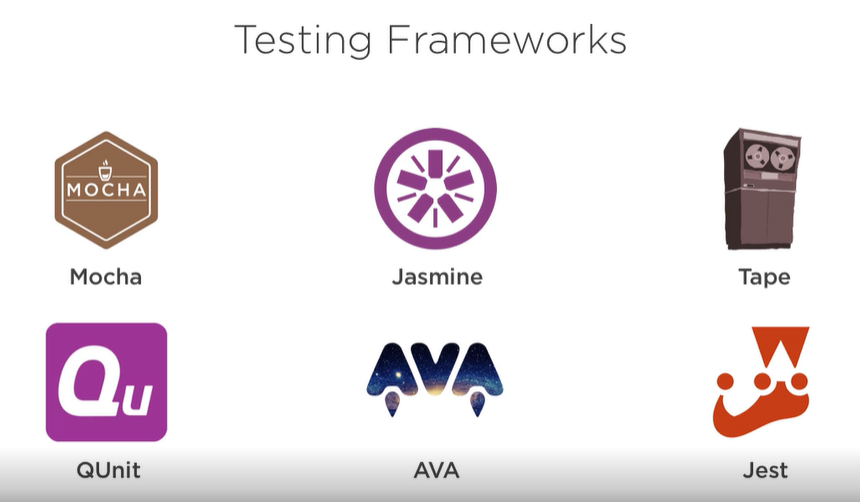 Testing Frameworks
MOCHA
Mocha
Jasmine
Tape
Qu
AVA
QUnit
AVA
Jest